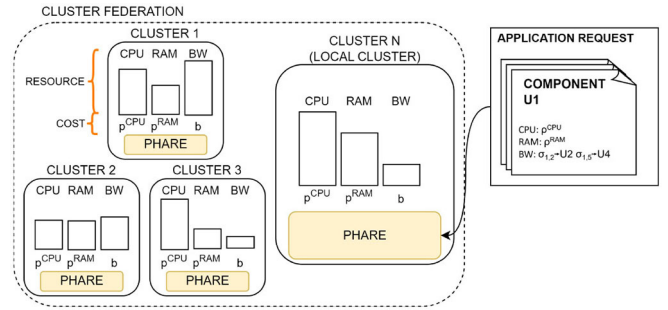 CLUSTER FEDERATION
CLUSTER 1
CPU RAM BW
RESOURCE
COST
p^CPU p^RAM b
PHARE
CLUSTER 2
CPU RAM BW
p^CPU p^RAM b
PHARE
CLUSTER 3
CPU RAM BW
p^CPU p^RAM b
PHARE
CLUSTER N
(LOCAL CLUSTER)
CPU RAM BW
p^CPU p^RAM b
PHARE
APPLICATION REQUEST
COMPONENT
U1
CPU: ρ^CPU
RAM: ρ^RAM
BW: σ1,2→U2 σ1,5→U4